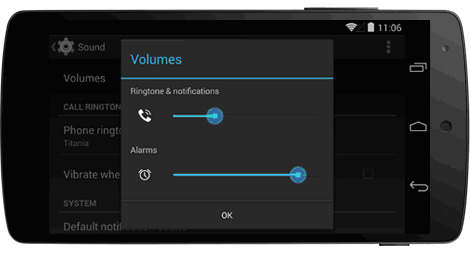 11:06
Sound
Volumes
Volumes
Ringtone & notifications
CALL RINGTON
Phone ringto
Titania
Alarms
Vibrate whe
SYSTEM
OK
Default notif